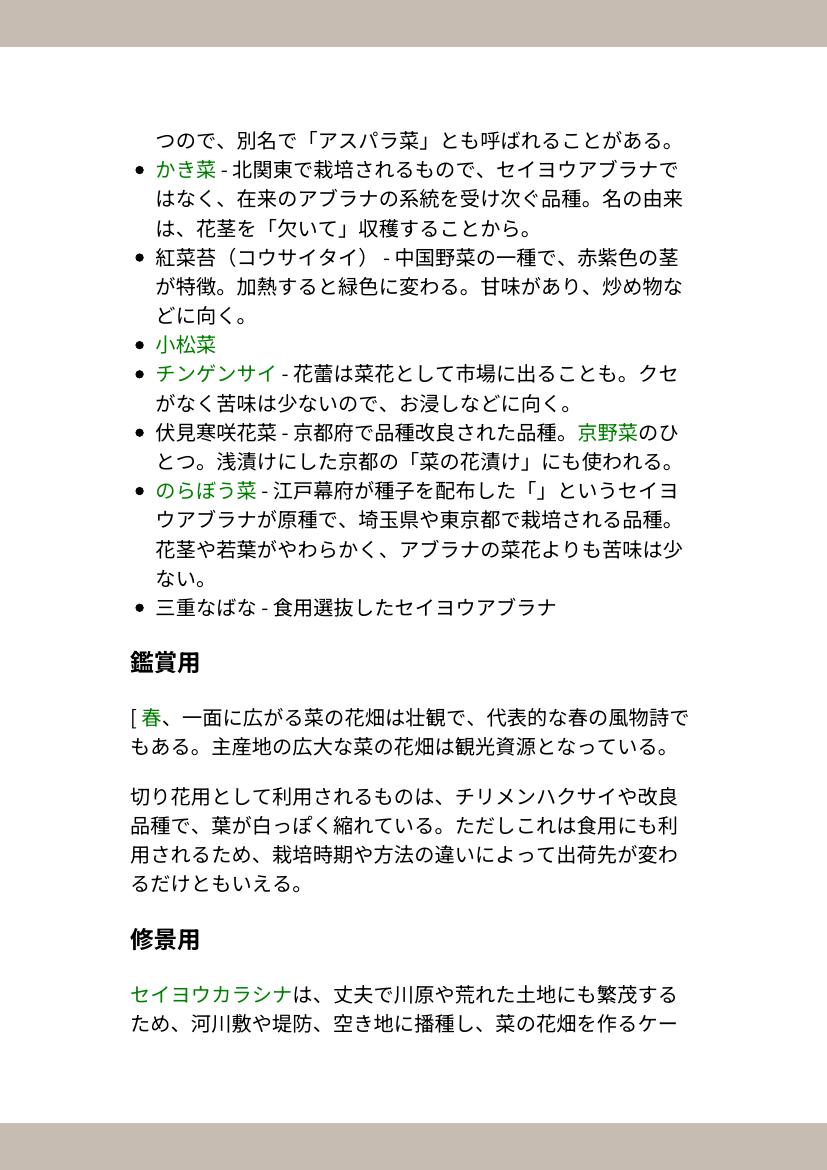 つので、別名で「アスパラ菜」とも呼ばれることがある。
• かき菜 - 北関東で栽培されるもので、セイヨウアブラナで
はなく、在来のアブラナの系統を受け次ぐ品種。名の由来
は、花茎を「欠いて」収穫することから。
• 紅菜苔（コウサイタイ） - 中国野菜の一種で、赤紫色の茎
が特徴。加熱すると緑色に変わる。甘味があり、炒め物な
どに向く。
• 小松菜
• チンゲンサイ - 花蕾は菜花として市場に出ることも。クセ
がなく苦味は少ないので、お浸しなどに向く。
• 伏見寒咲花菜 - 京都府で品種改良された品種。京野菜のひ
とつ。浅漬けにした京都の「菜の花漬け」にも使われる。
• のらぼう菜 - 江戸幕府が種子を配布した「」というセイヨ
ウアブラナが原種で、埼玉県や東京都で栽培される品種。
花茎や若葉がやわらかく、アブラナの菜花よりも苦味は少
ない。
• 三重なばな - 食用選抜したセイヨウアブラナ
鑑賞用
[ 春、一面に広がる菜の花畑は壮観で、代表的な春の風物詩で
もある。主産地の広大な菜の花畑は観光資源となっている。
切り花用として利用されるものは、チリメンハクサイや改良
品種で、葉が白っぽく縮れている。ただしこれは食用にも利
用されるため、栽培時期や方法の違いによって出荷先が変わ
るだけともいえる。
修景用
セイヨウカラシナは、丈夫で川原や荒れた土地にも繁茂する
ため、河川敷や堤防、空き地に播種し、菜の花畑を作るケー